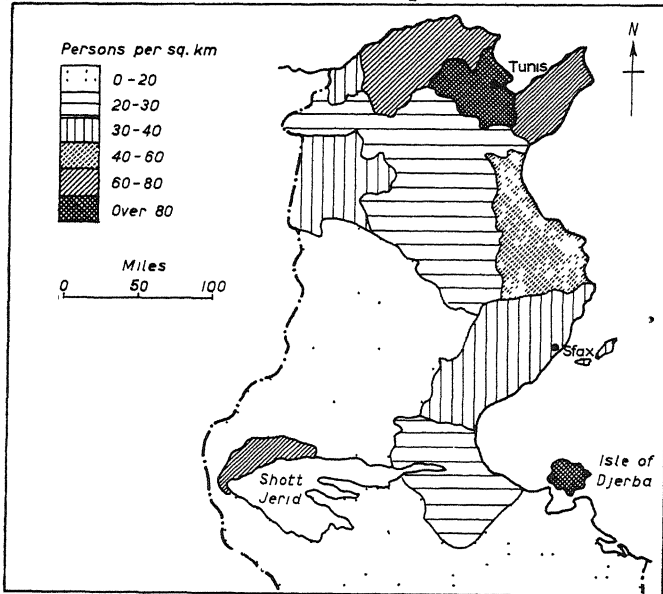 Persons per sq. km
0-20
20-30
30-40
40-60
60-80
Over 80
Miles
0 50 100
N
Tunis
Sfax
Shott
Jerid
Isle of
Djerba